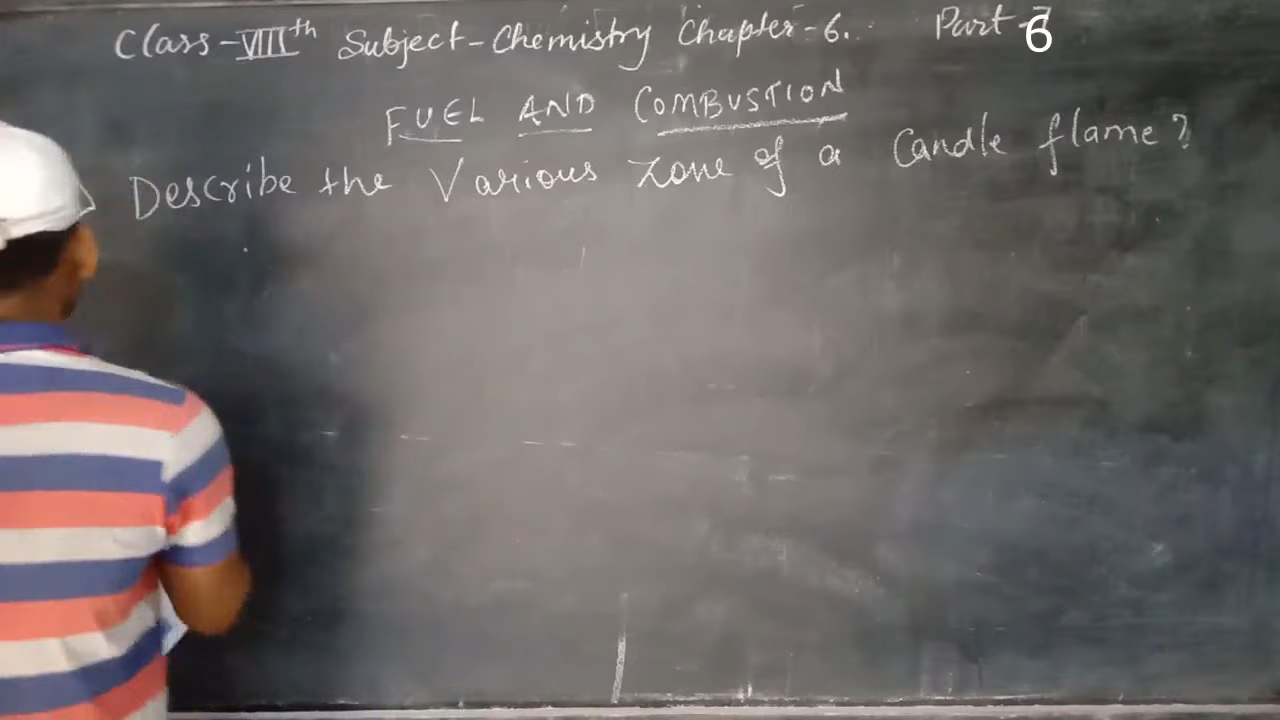 Class-VIIIth Subject-Chemistry Chapter-6. Part-6
FUEL AND COMBUSTION
Describe the Various zone of a Candle flame?